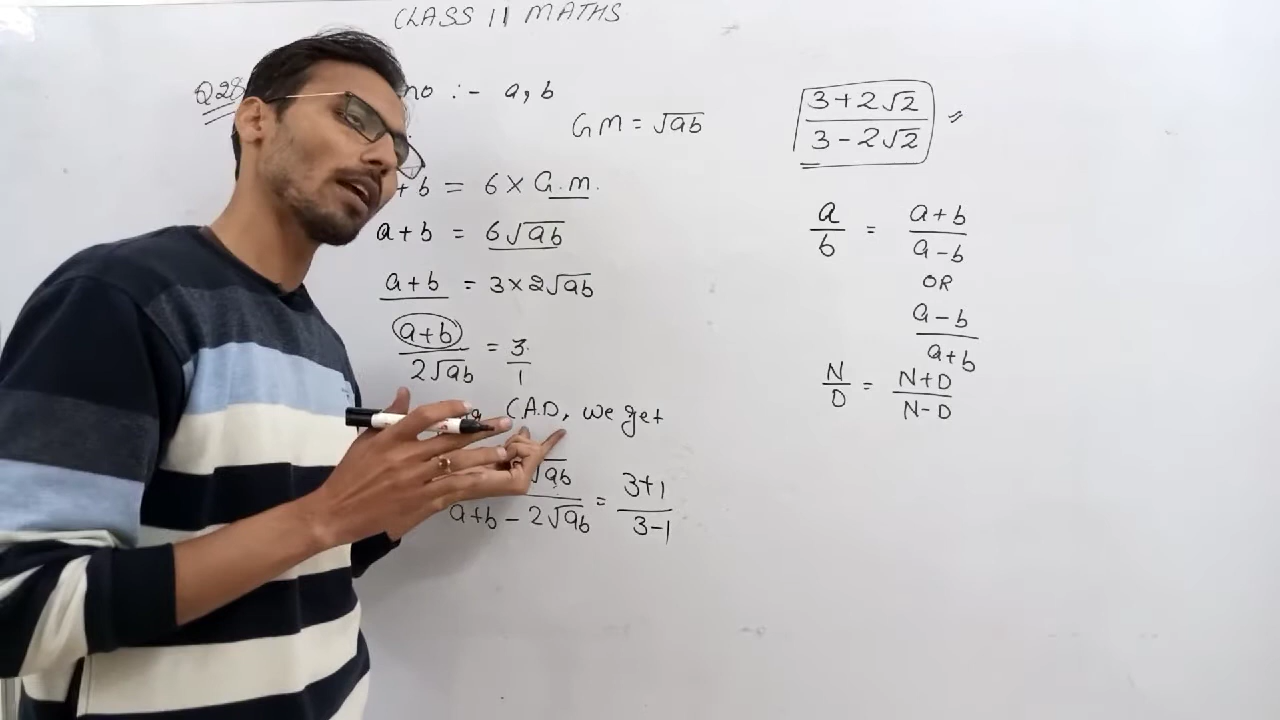 CLASS 11 MATHS
Q28 no :- a, b
GM = √ab
+ b = 6 × G.m.
a + b = 6√ab
a + b = 3 × 2√ab
a + b / 2√ab = 3 / 1
C.A.D, we get
√ab / a+b – 2√ab = 3+1 / 3–1
3 + 2√2 / 3 – 2√2 =
a / b = a + b / a – b
OR
a – b / a + b
N / D = N + D / N – D